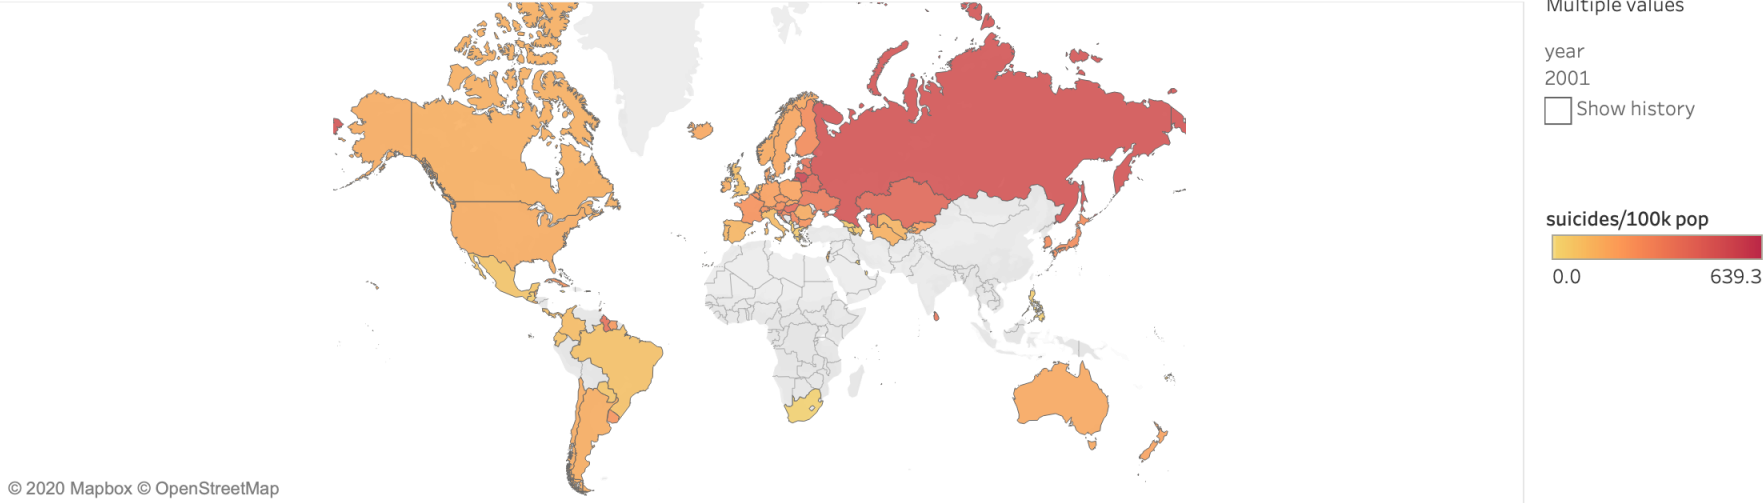 Multiple values
year
2001
Show history
suicides/100k pop
0.0 639.3
© 2020 Mapbox © OpenStreetMap